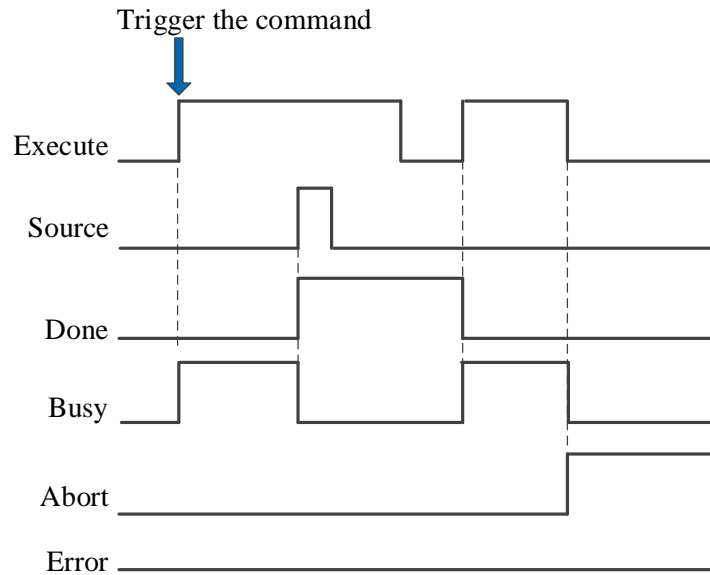 Trigger the command
Execute
Source
Done
Busy
Abort
Error